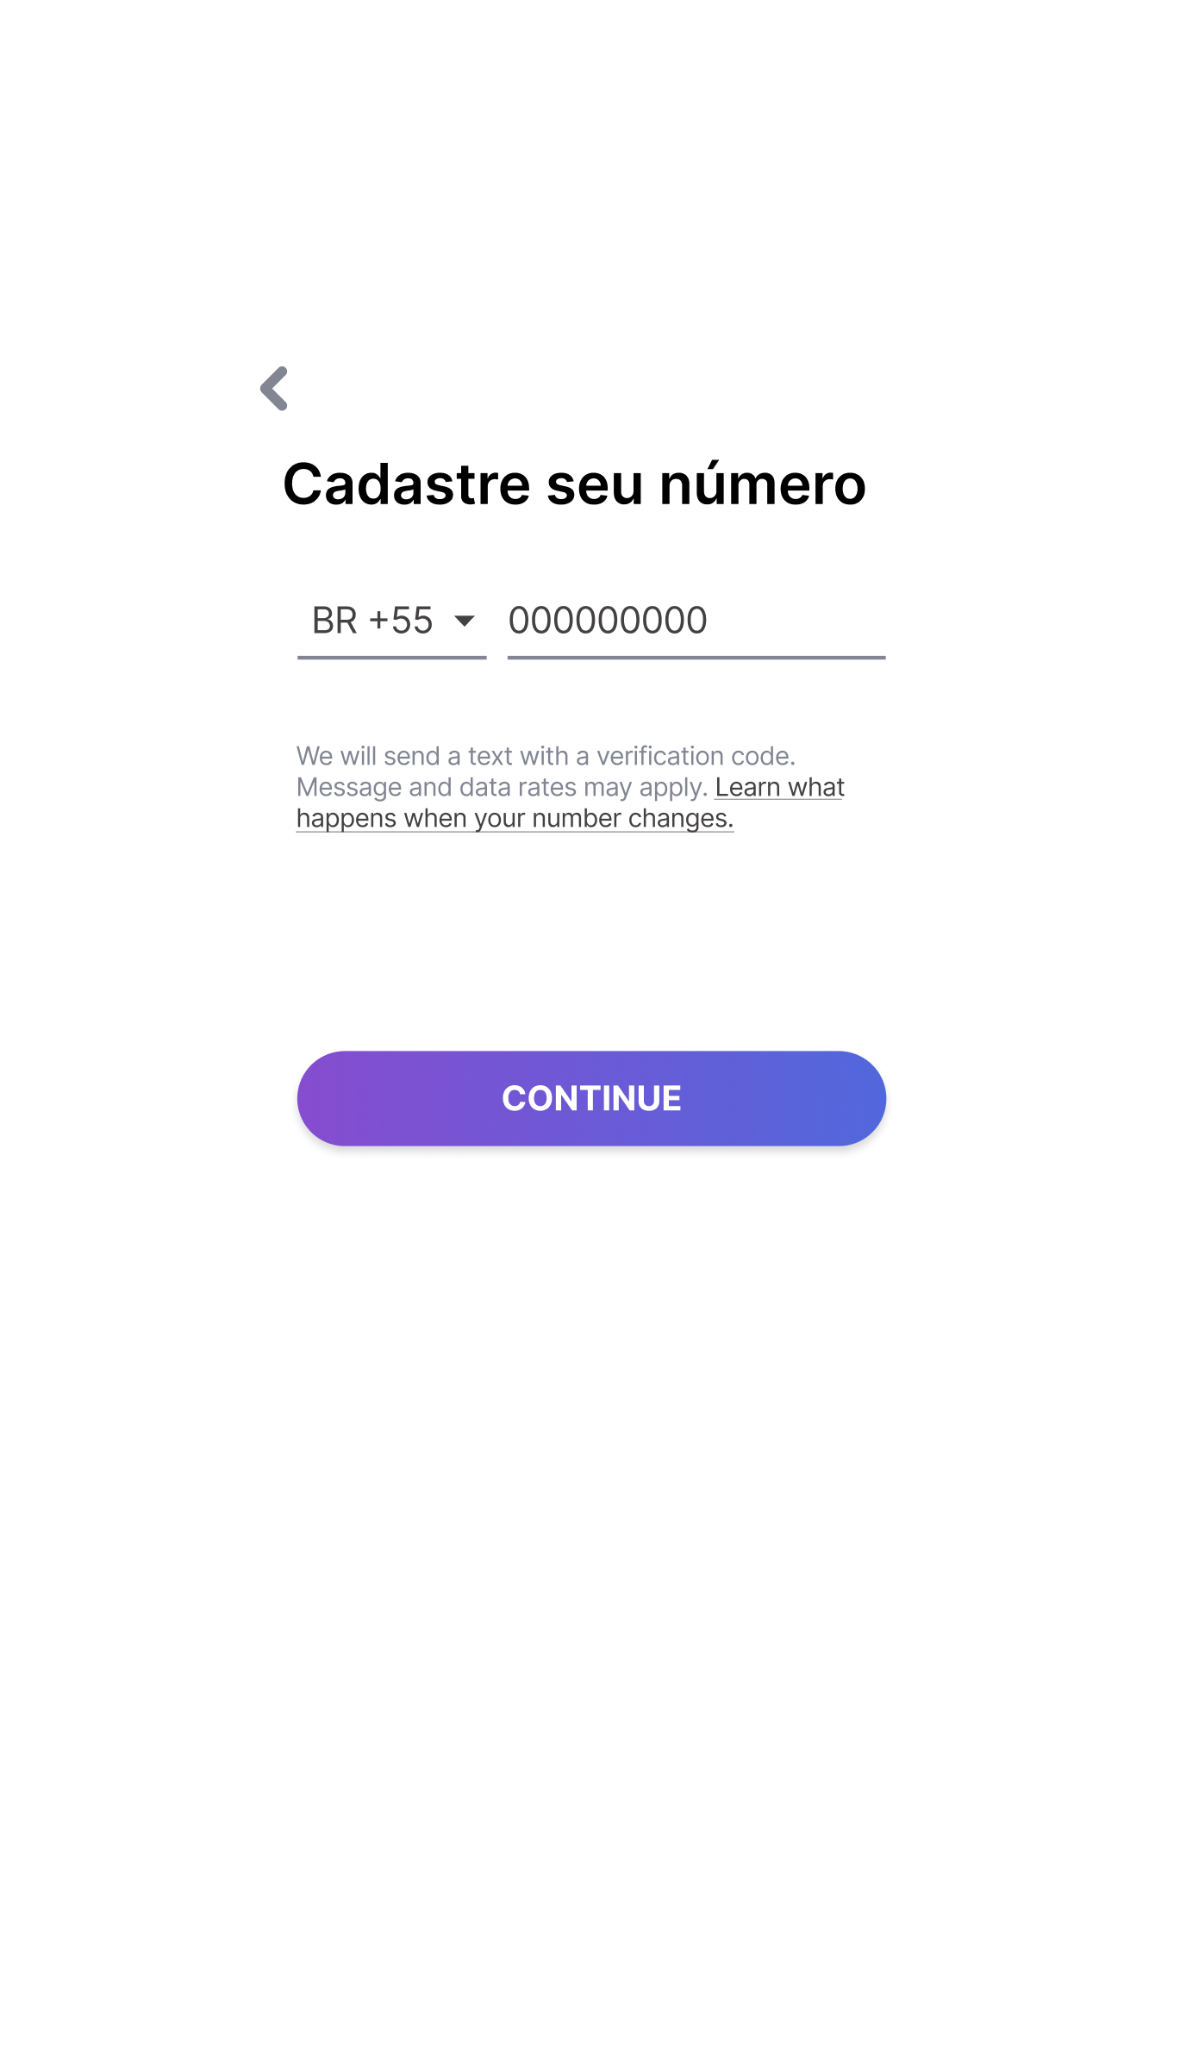 Cadastre seu número
BR +55 000000000
We will send a text with a verification code.
Message and data rates may apply. Learn what
happens when your number changes.
CONTINUE